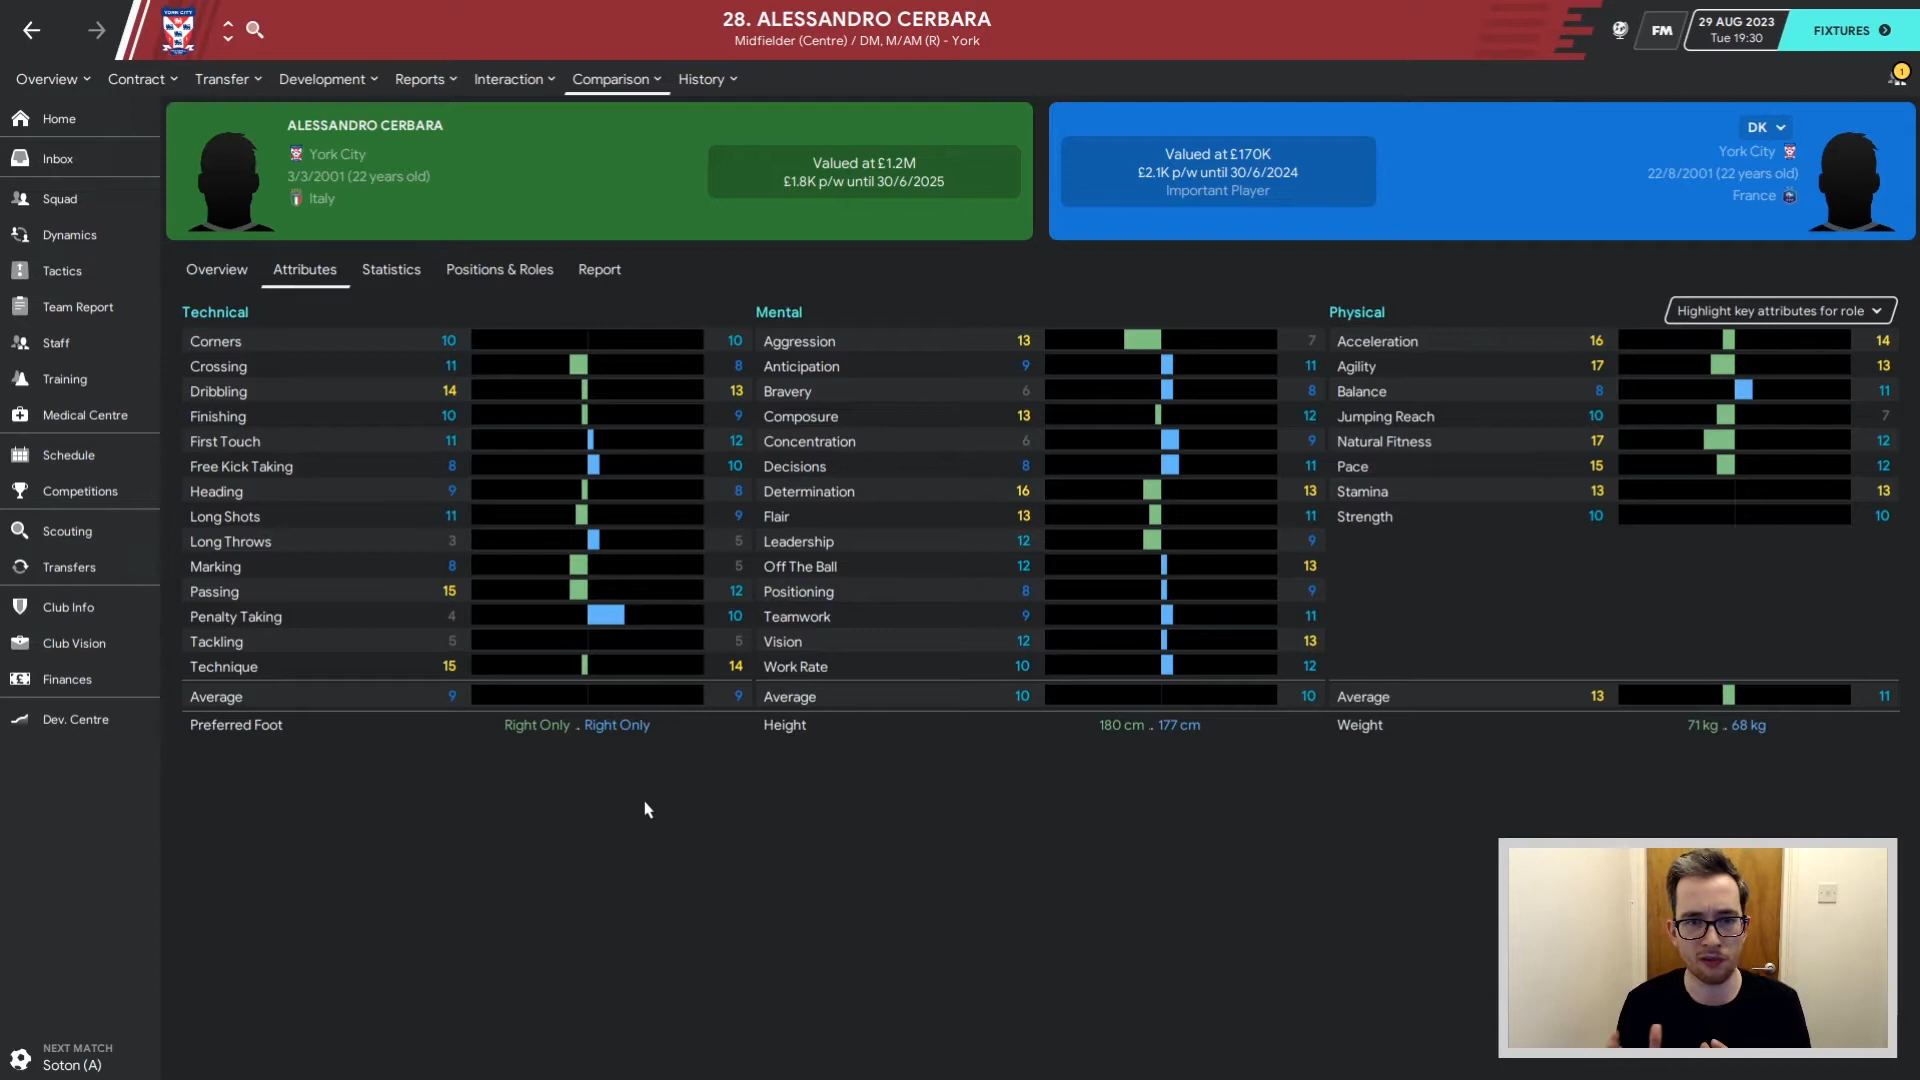 28. ALESSANDRO CERBARA
Midfielder (Centre) / DM, M/AM (R) - York
FM
29 AUG 2023
Tue 19:30
FIXTURES
Overview Contract Transfer Development Reports Interaction Comparison History
1
Home
Inbox
Squad
Dynamics
Tactics
Team Report
Staff
Training
Medical Centre
Schedule
Competitions
Scouting
Transfers
Club Info
Club Vision
Finances
Dev. Centre
NEXT MATCH
Soton (A)
ALESSANDRO CERBARA
York City
3/3/2001 (22 years old)
Italy
Valued at £1.2M
£1.8K p/w until 30/6/2025
Valued at £170K
£2.1K p/w until 30/6/2024
Important Player
DK
York City
22/8/2001 (22 years old)
France
Overview Attributes Statistics Positions & Roles Report
Highlight key attributes for role
Technical
Corners 10 10
Crossing 11 8
Dribbling 14 13
Finishing 10 9
First Touch 11 12
Free Kick Taking 8 10
Heading 9 8
Long Shots 11 9
Long Throws 3 5
Marking 8 5
Passing 15 12
Penalty Taking 4 10
Tackling 5 5
Technique 15 14
Average 9 9
Preferred Foot Right Only .. Right Only
Mental
Aggression 13 7
Anticipation 9 11
Bravery 6 8
Composure 13 12
Concentration 6 9
Decisions 8 11
Determination 16 13
Flair 13 11
Leadership 12 9
Off The Ball 12 13
Positioning 8 9
Teamwork 9 11
Vision 12 13
Work Rate 10 12
Average 10 10
Height 180 cm .. 177 cm
Physical
Acceleration 16 14
Agility 17 13
Balance 8 11
Jumping Reach 10 7
Natural Fitness 17 12
Pace 15 12
Stamina 13 13
Strength 10 10
Average 13 11
Weight 71 kg .. 68 kg